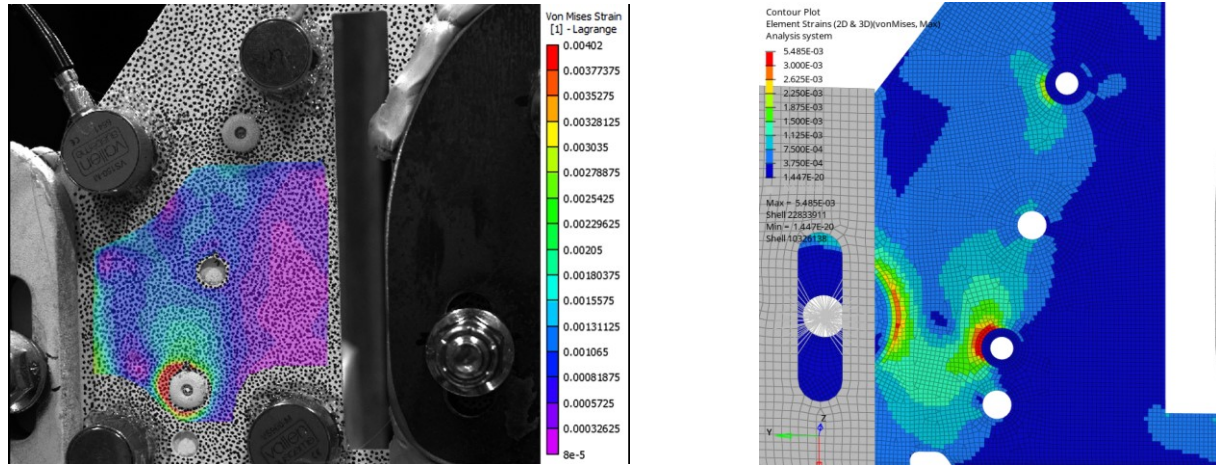 Von Mises Strain
[1] - Lagrange
0.00402
0.00377375
0.0035275
0.00328125
0.003035
0.00278875
0.0025425
0.00229625
0.00205
0.00180375
0.0015575
0.00131125
0.001065
0.00081875
0.0005725
0.00032625
8e-5
Contour Plot
Element Strains (2D & 3D)(vonMises, Max)
Analysis system
5.485E-03
3.000E-03
2.625E-03
2.250E-03
1.875E-03
1.500E-03
1.125E-03
7.500E-04
3.750E-04
1.447E-20
Max = 5.485E-03
Shell 22833911
Min = 1.447E-20
Shell 10326138
Z
Y